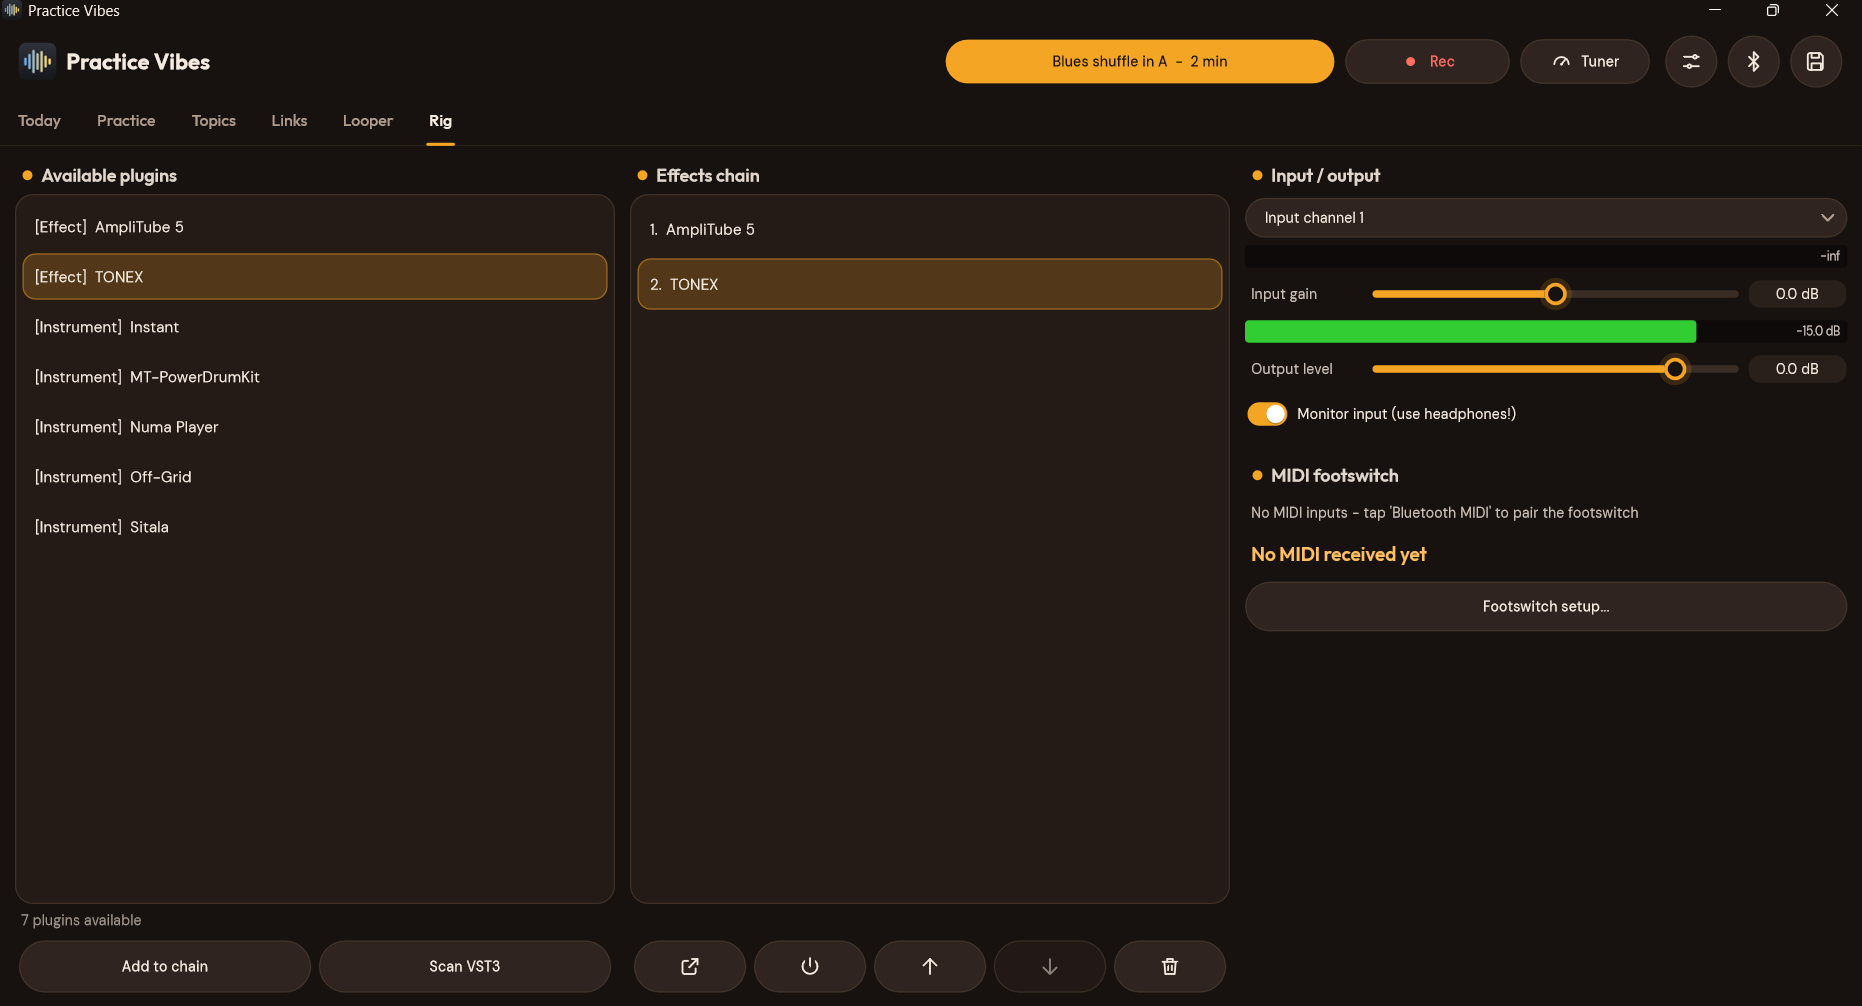 Practice Vibes
Practice Vibes
Blues shuffle in A - 2 min
Rec
Tuner
Today
Practice
Topics
Links
Looper
Rig
Available plugins
[Effect] AmpliTube 5
[Effect] TONEX
[Instrument] Instant
[Instrument] MT-PowerDrumKit
[Instrument] Numa Player
[Instrument] Off-Grid
[Instrument] Sitala
7 plugins available
Add to chain
Scan VST3
Effects chain
1. AmpliTube 5
2. TONEX
Input / output
Input channel 1
-inf
Input gain
0.0 dB
-15.0 dB
Output level
0.0 dB
Monitor input (use headphones!)
MIDI footswitch
No MIDI inputs - tap 'Bluetooth MIDI' to pair the footswitch
No MIDI received yet
Footswitch setup...